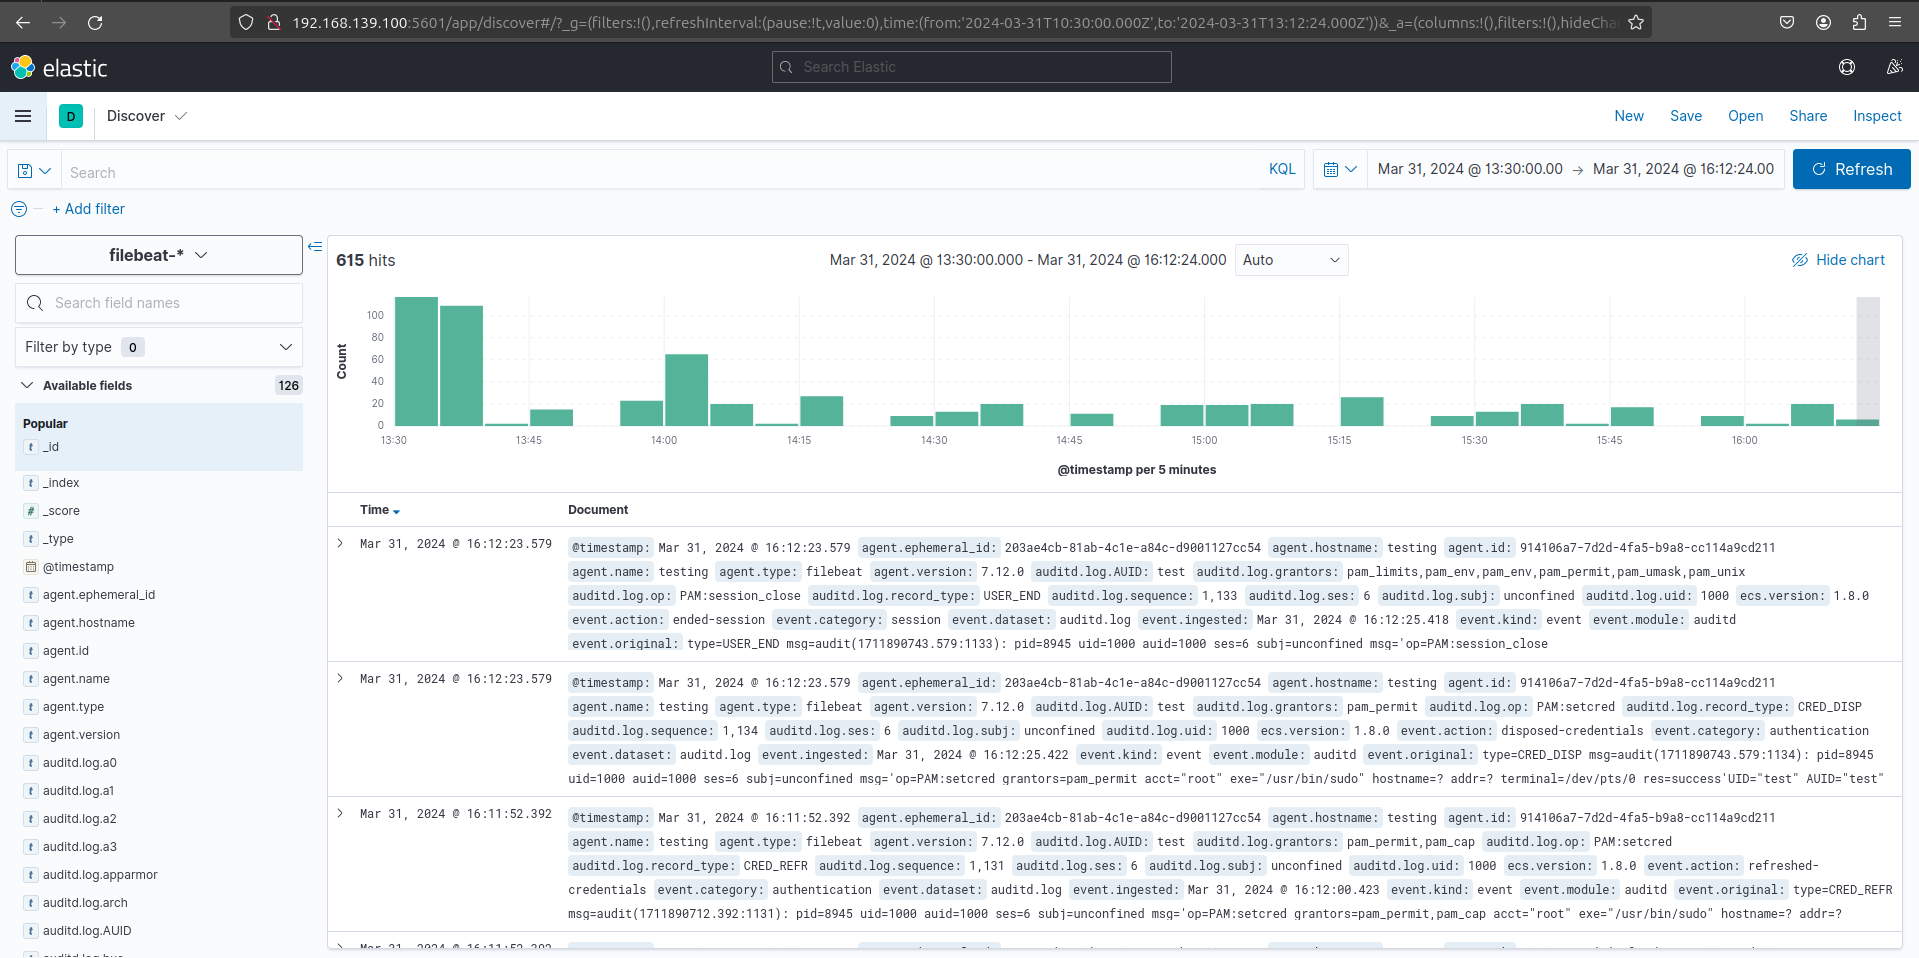 192.168.139.100:5601/app/discover#/?_g=(filters:!(),refreshInterval:(pause:!t,value:0),time:(from:'2024-03-31T10:30:00.000Z',to:'2024-03-31T13:12:24.000Z'))&_a=(columns:!(),filters:!(),hideCha
elastic
Search Elastic
D
Discover
New Save Open Share Inspect
Search
KQL
Mar 31, 2024 @ 13:30:00.00 → Mar 31, 2024 @ 16:12:24.00
Refresh
+ Add filter
filebeat-*
Search field names
Filter by type 0
Available fields 126
Popular
t _id
t _index
# _score
t _type
@timestamp
t agent.ephemeral_id
t agent.hostname
t agent.id
t agent.name
t agent.type
t agent.version
t auditd.log.a0
t auditd.log.a1
t auditd.log.a2
t auditd.log.a3
t auditd.log.apparmor
t auditd.log.arch
t auditd.log.AUID
615 hits
Mar 31, 2024 @ 13:30:00.000 - Mar 31, 2024 @ 16:12:24.000
Auto
Hide chart
Count
100
80
60
40
20
0
13:30 13:45 14:00 14:15 14:30 14:45 15:00 15:15 15:30 15:45 16:00
@timestamp per 5 minutes
Time Document
Mar 31, 2024 @ 16:12:23.579
@timestamp: Mar 31, 2024 @ 16:12:23.579 agent.ephemeral_id: 203ae4cb-81ab-4c1e-a84c-d9001127cc54 agent.hostname: testing agent.id: 914106a7-7d2d-4fa5-b9a8-cc114a9cd211
agent.name: testing agent.type: filebeat agent.version: 7.12.0 auditd.log.AUID: test auditd.log.grantors: pam_limits,pam_env,pam_env,pam_permit,pam_umask,pam_unix
auditd.log.op: PAM:session_close auditd.log.record_type: USER_END auditd.log.sequence: 1,133 auditd.log.ses: 6 auditd.log.subj: unconfined auditd.log.uid: 1000 ecs.version: 1.8.0
event.action: ended-session event.category: session event.dataset: auditd.log event.ingested: Mar 31, 2024 @ 16:12:25.418 event.kind: event event.module: auditd
event.original: type=USER_END msg=audit(1711890743.579:1133): pid=8945 uid=1000 auid=1000 ses=6 subj=unconfined msg='op=PAM:session_close
Mar 31, 2024 @ 16:12:23.579
@timestamp: Mar 31, 2024 @ 16:12:23.579 agent.ephemeral_id: 203ae4cb-81ab-4c1e-a84c-d9001127cc54 agent.hostname: testing agent.id: 914106a7-7d2d-4fa5-b9a8-cc114a9cd211
agent.name: testing agent.type: filebeat agent.version: 7.12.0 auditd.log.AUID: test auditd.log.grantors: pam_permit auditd.log.op: PAM:setcred auditd.log.record_type: CRED_DISP
auditd.log.sequence: 1,134 auditd.log.ses: 6 auditd.log.subj: unconfined auditd.log.uid: 1000 ecs.version: 1.8.0 event.action: disposed-credentials event.category: authentication
event.dataset: auditd.log event.ingested: Mar 31, 2024 @ 16:12:25.422 event.kind: event event.module: auditd event.original: type=CRED_DISP msg=audit(1711890743.579:1134): pid=8945
uid=1000 auid=1000 ses=6 subj=unconfined msg='op=PAM:setcred grantors=pam_permit acct="root" exe="/usr/bin/sudo" hostname=? addr=? terminal=/dev/pts/0 res=success'UID="test" AUID="test"
Mar 31, 2024 @ 16:11:52.392
@timestamp: Mar 31, 2024 @ 16:11:52.392 agent.ephemeral_id: 203ae4cb-81ab-4c1e-a84c-d9001127cc54 agent.hostname: testing agent.id: 914106a7-7d2d-4fa5-b9a8-cc114a9cd211
agent.name: testing agent.type: filebeat agent.version: 7.12.0 auditd.log.AUID: test auditd.log.grantors: pam_permit,pam_cap auditd.log.op: PAM:setcred
auditd.log.record_type: CRED_REFR auditd.log.sequence: 1,131 auditd.log.ses: 6 auditd.log.subj: unconfined auditd.log.uid: 1000 ecs.version: 1.8.0 event.action: refreshed-
credentials event.category: authentication event.dataset: auditd.log event.ingested: Mar 31, 2024 @ 16:12:00.423 event.kind: event event.module: auditd event.original: type=CRED_REFR
msg=audit(1711890712.392:1131): pid=8945 uid=1000 auid=1000 ses=6 subj=unconfined msg='op=PAM:setcred grantors=pam_permit,pam_cap acct="root" exe="/usr/bin/sudo" hostname=? addr=?
Mar 31, 2024 @ 16:11:52.392